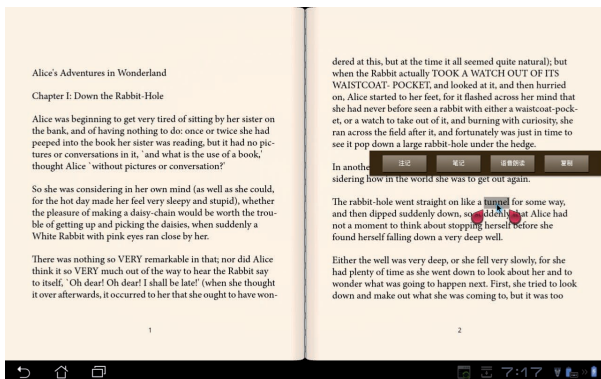 Alice's Adventures in Wonderland
Chapter I: Down the Rabbit-Hole
Alice was beginning to get very tired of sitting by her sister on
the bank, and of having nothing to do: once or twice she had
peeped into the book her sister was reading, but it had no pic-
tures or conversations in it, `and what is the use of a book,'
thought Alice `without pictures or conversation?'
So she was considering in her own mind (as well as she could,
for the hot day made her feel very sleepy and stupid), whether
the pleasure of making a daisy-chain would be worth the trou-
ble of getting up and picking the daisies, when suddenly a
White Rabbit with pink eyes ran close by her.
There was nothing so VERY remarkable in that; nor did Alice
think it so VERY much out of the way to hear the Rabbit say
to itself, `Oh dear! Oh dear! I shall be late!' (when she thought
it over afterwards, it occurred to her that she ought to have won-
1
dered at this, but at the time it all seemed quite natural); but
when the Rabbit actually TOOK A WATCH OUT OF ITS
WAISTCOAT- POCKET, and looked at it, and then hurried
on, Alice started to her feet, for it flashed across her mind that
she had never before seen a rabbit with either a waistcoat-pock-
et, or a watch to take out of it, and burning with curiosity, she
ran across the field after it, and fortunately was just in time to
see it pop down a large rabbit-hole under the hedge.
注记 笔记 语音朗读 复制
In anothe
sidering how in the world she was to get out again.
The rabbit-hole went straight on like a tunnel for some way,
and then dipped suddenly down, so suddenly that Alice had
not a moment to think about stopping herself before she
found herself falling down a very deep well.
Either the well was very deep, or she fell very slowly, for she
had plenty of time as she went down to look about her and to
wonder what was going to happen next. First, she tried to look
down and make out what she was coming to, but it was too
2
7:17